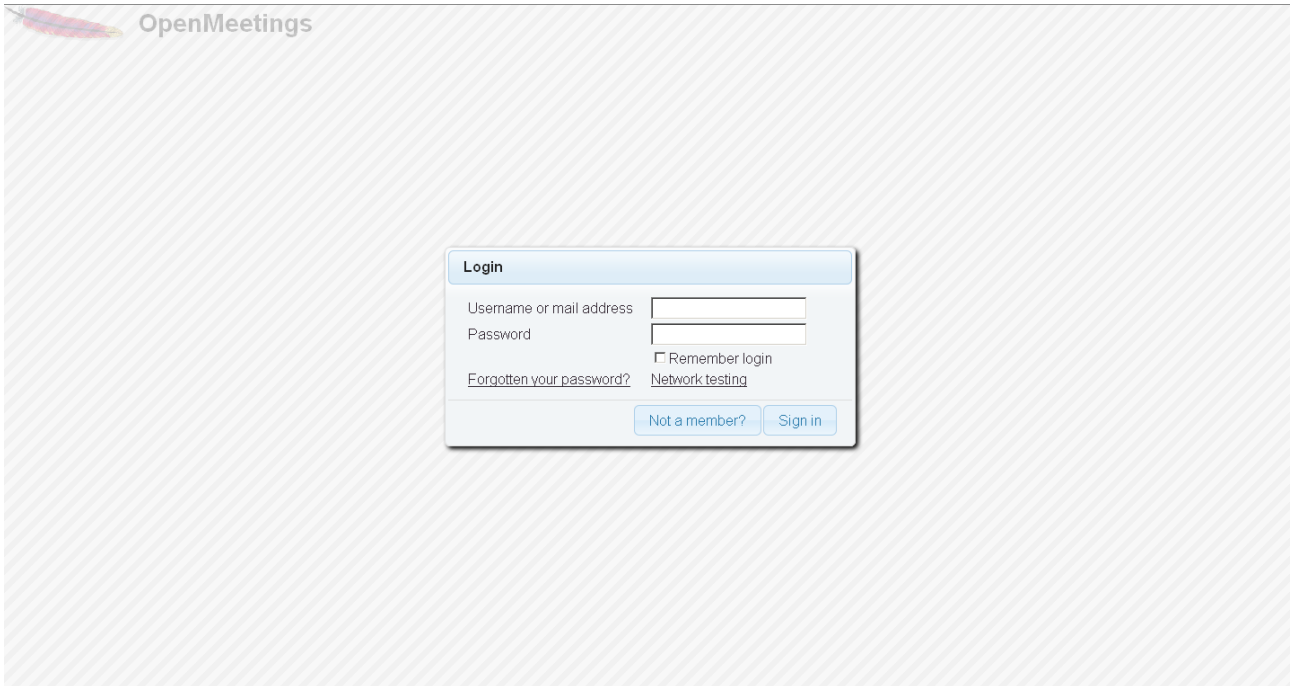 OpenMeetings
Login
Username or mail address
Password
Remember login
Forgotten your password? Network testing
Not a member? Sign in